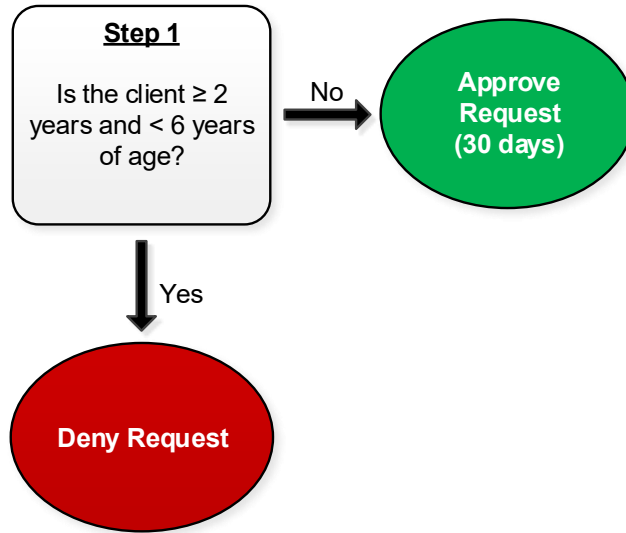 Step 1
Is the client ≥ 2
years and < 6 years
of age?
No
Approve
Request
(30 days)
Yes
Deny Request